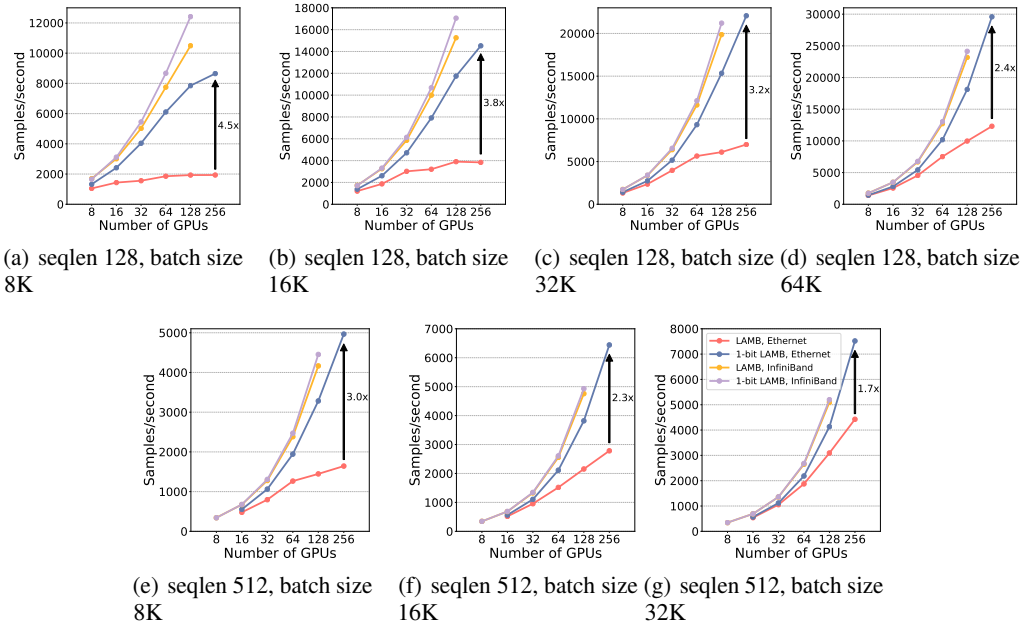 12000
10000
8000
6000
4000
2000
0
Samples/second
4.5x
8 16 32 64 128 256
Number of GPUs
(a) seqlen 128, batch size
8K
18000
16000
14000
12000
10000
8000
6000
4000
2000
0
Samples/second
3.8x
8 16 32 64 128 256
Number of GPUs
(b) seqlen 128, batch size
16K
20000
15000
10000
5000
0
Samples/second
3.2x
8 16 32 64 128 256
Number of GPUs
(c) seqlen 128, batch size
32K
30000
25000
20000
15000
10000
5000
0
Samples/second
2.4x
8 16 32 64 128 256
Number of GPUs
(d) seqlen 128, batch size
64K
5000
4000
3000
2000
1000
0
Samples/second
3.0x
8 16 32 64 128 256
Number of GPUs
(e) seqlen 512, batch size
8K
7000
6000
5000
4000
3000
2000
1000
0
Samples/second
2.3x
8 16 32 64 128 256
Number of GPUs
(f) seqlen 512, batch size
16K
8000
7000
6000
5000
4000
3000
2000
1000
0
Samples/second
LAMB, Ethernet
1-bit LAMB, Ethernet
LAMB, InfiniBand
1-bit LAMB, InfiniBand
1.7x
8 16 32 64 128 256
Number of GPUs
(g) seqlen 512, batch size
32K